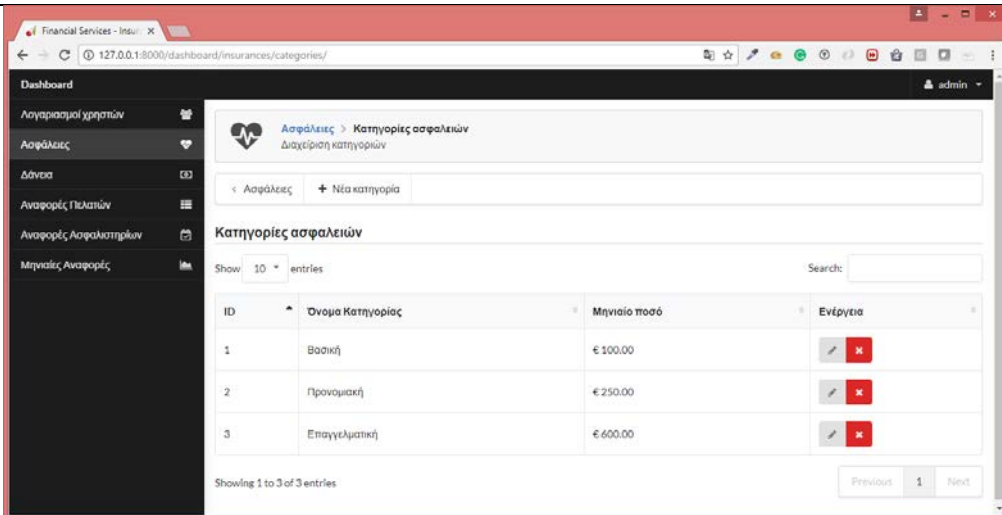 Financial Services - Insur
127.0.0.1:8000/dashboard/insurances/categories/
Dashboard
admin
Λογαριασμοί χρηστών
Ασφάλειες
Δάνεια
Αναφορές Πελατών
Αναφορές Ασφαλιστηρίων
Μηνιαίες Αναφορές
Ασφάλειες > Κατηγορίες ασφαλειών
Διαχείριση κατηγοριών
< Ασφάλειες + Νέα κατηγορία
Κατηγορίες ασφαλειών
Show 10 entries Search:
ID Όνομα Κατηγορίας Μηνιαίο ποσό Ενέργεια
1 Βασική € 100.00
2 Προνομιακή € 250.00
3 Επαγγελματική € 600.00
Showing 1 to 3 of 3 entries
Previous 1 Next